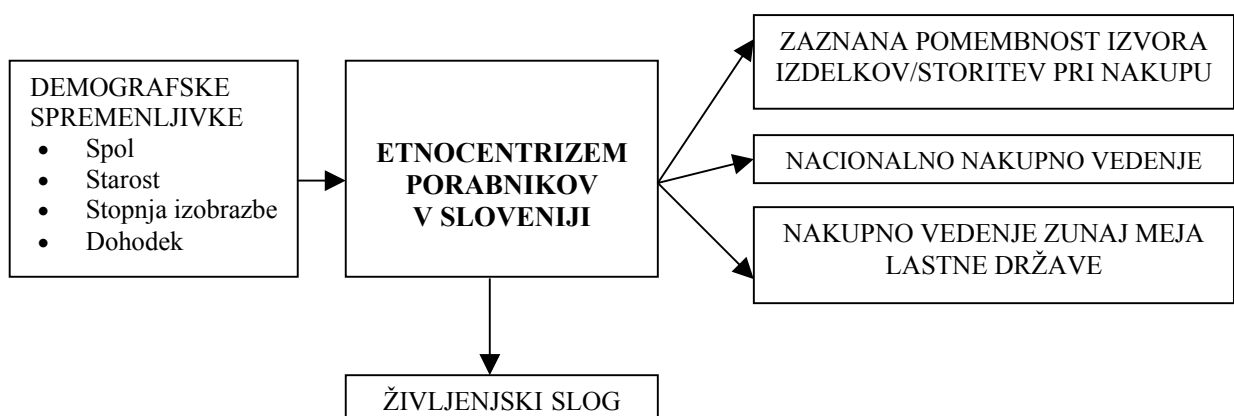 DEMOGRAFSKE
SPREMENLJIVKE
• Spol
• Starost
• Stopnja izobrazbe
• Dohodek
ETNOCENTRIZEM
PORABNIKOV
V SLOVENIJI
ZAZNANA POMEMBNOST IZVORA
IZDELKOV/STORITEV PRI NAKUPU
NACIONALNO NAKUPNO VEDENJE
NAKUPNO VEDENJE ZUNAJ MEJA
LASTNE DRŽAVE
ŽIVLJENJSKI SLOG